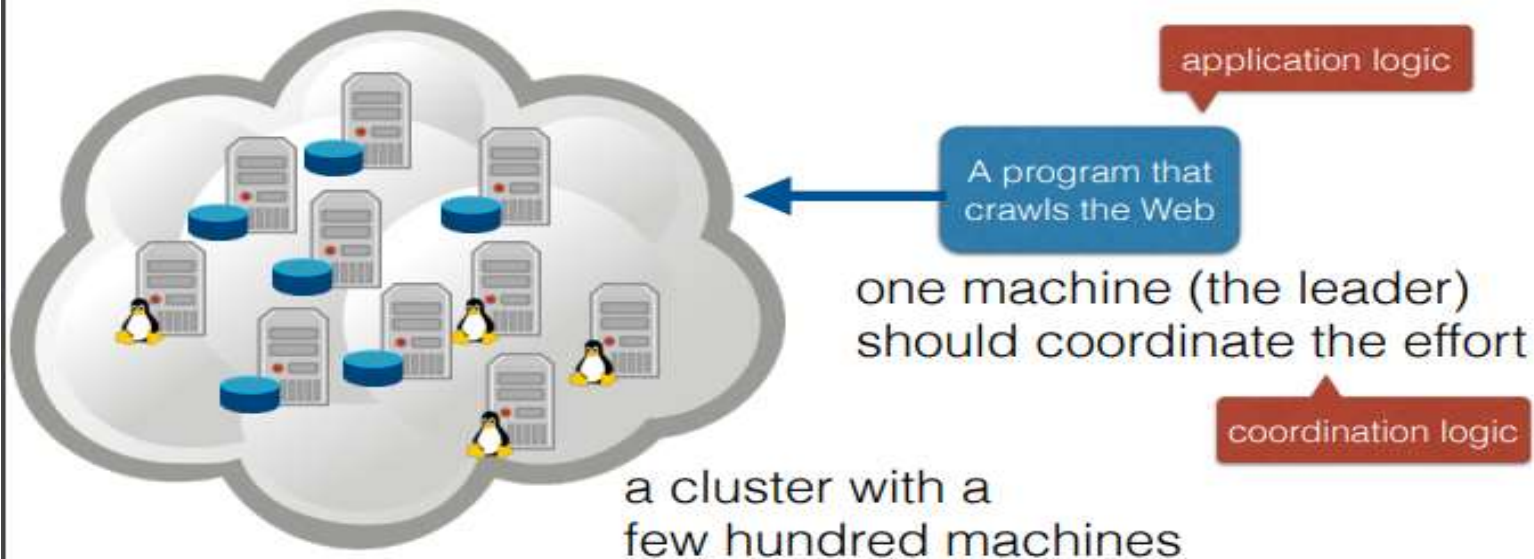 application logic
A program that
crawls the Web
one machine (the leader)
should coordinate the effort
coordination logic
a cluster with a
few hundred machines